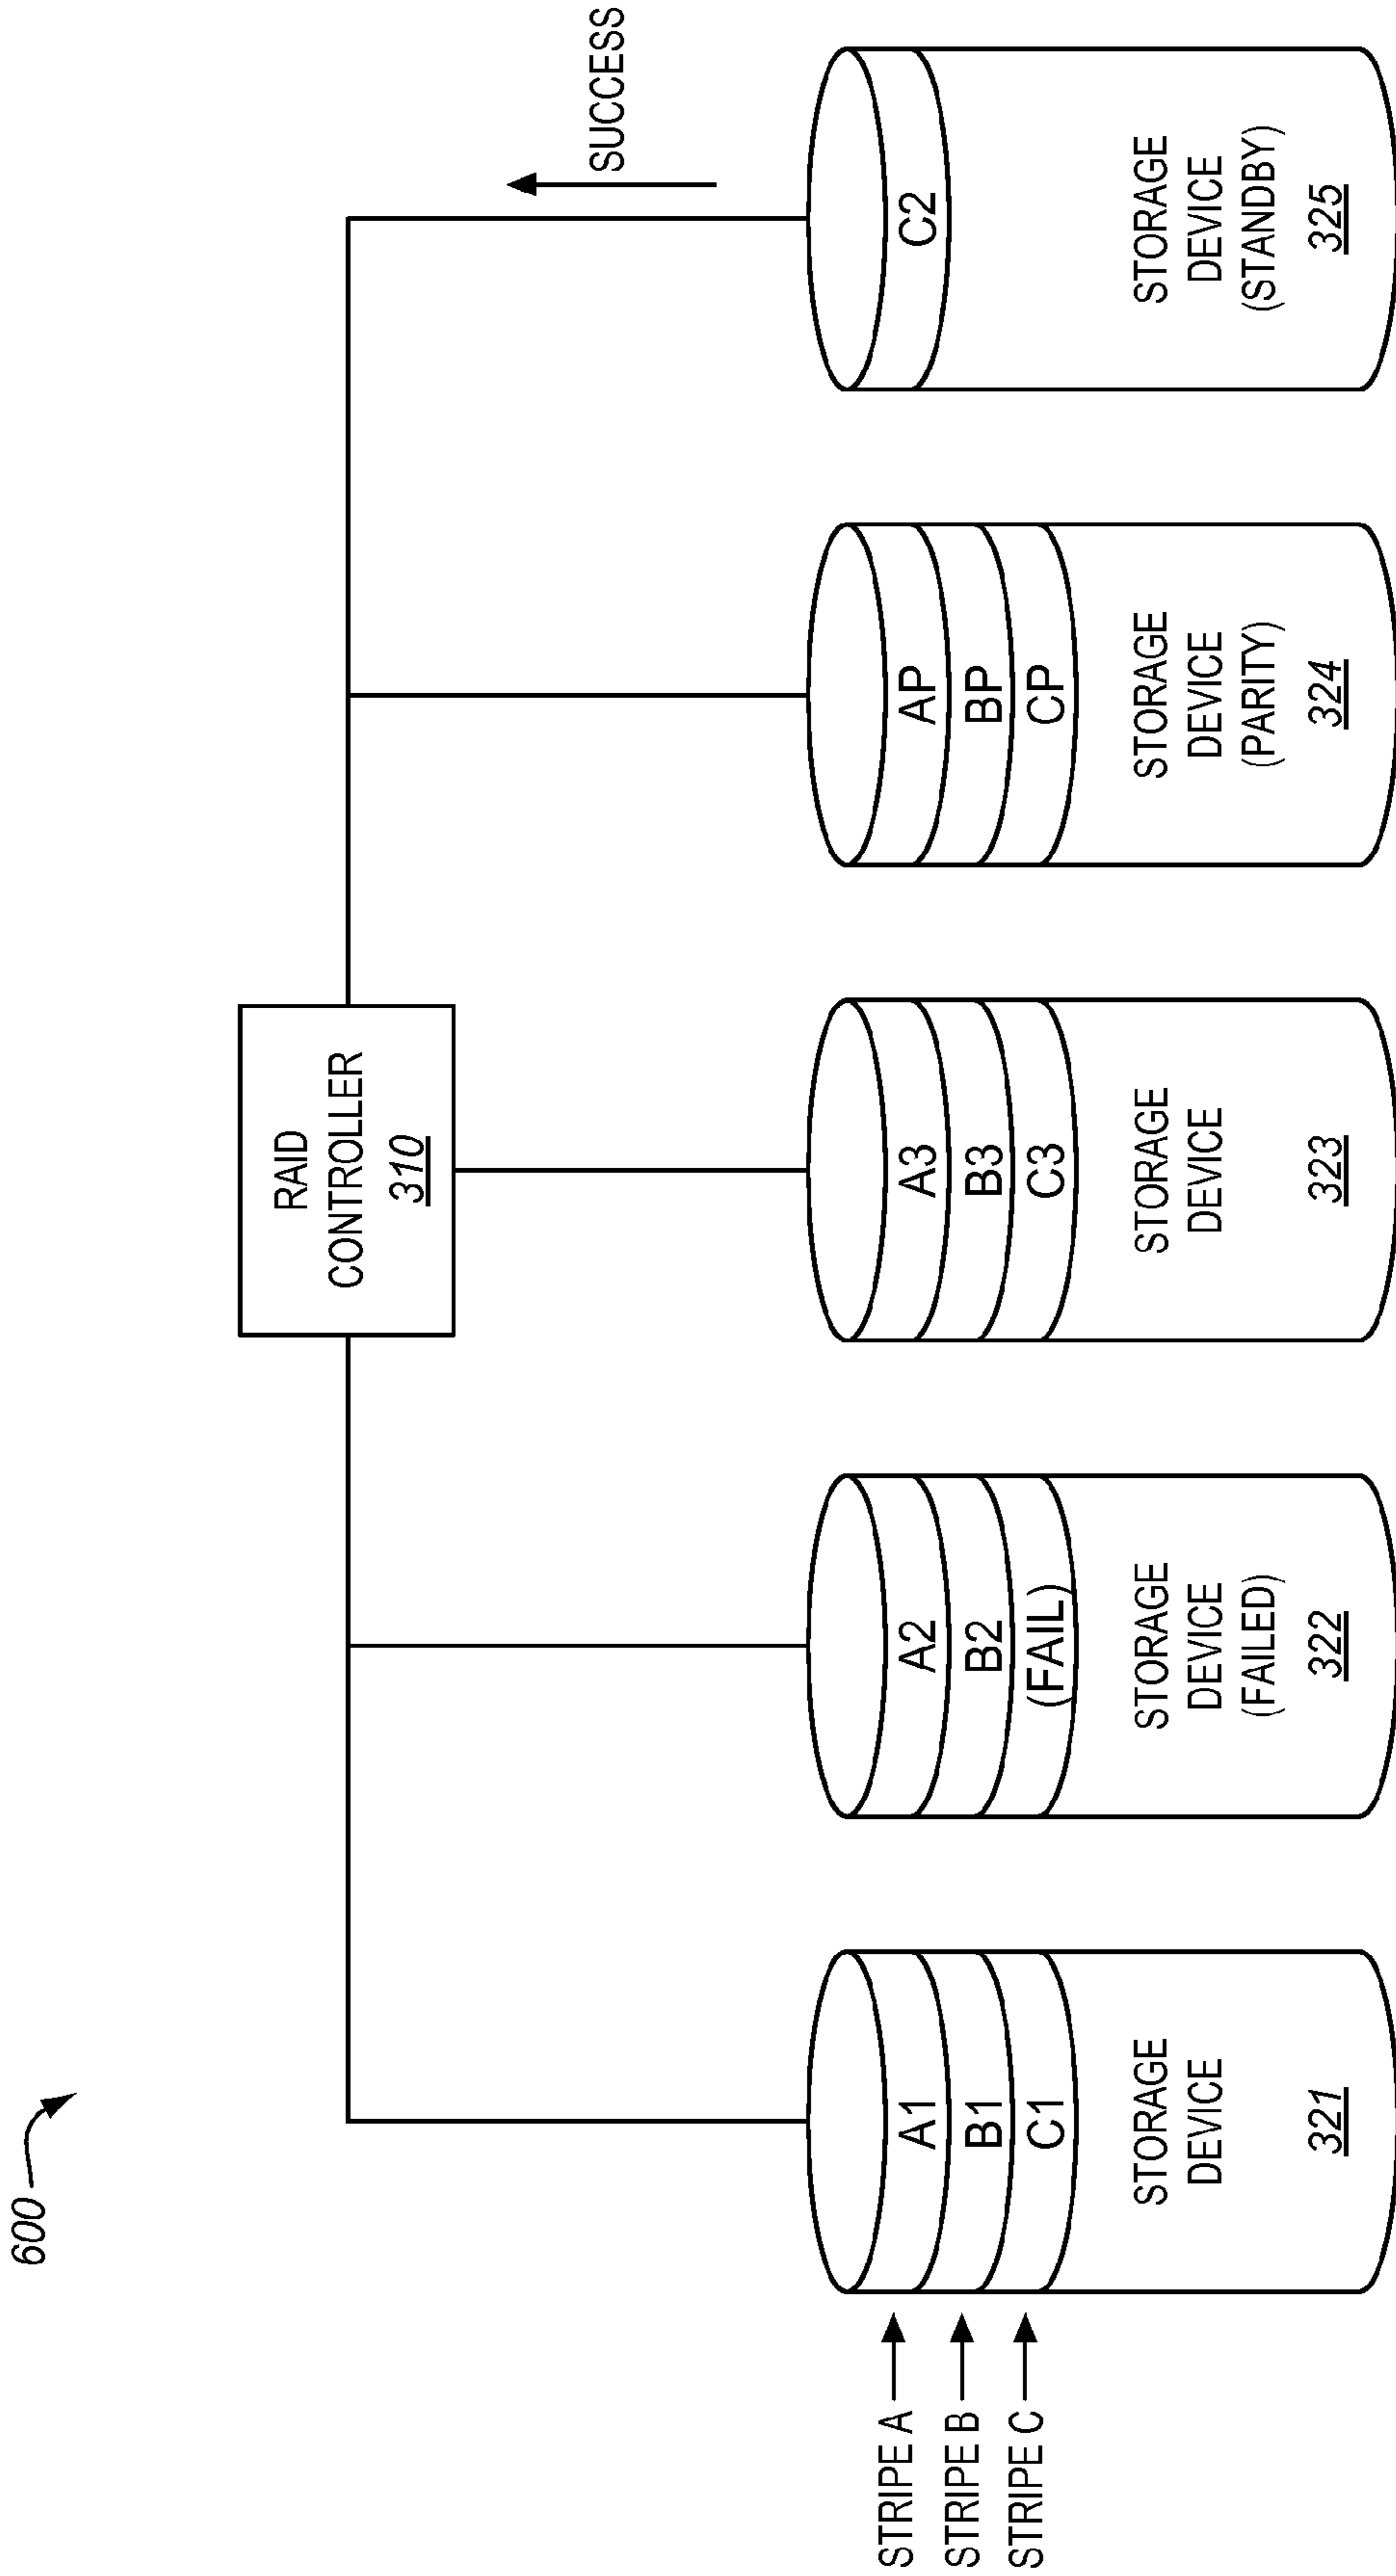 600
RAID
CONTROLLER
310
SUCCESS
STRIPE A
STRIPE B
STRIPE C
A1
B1
C1
STORAGE
DEVICE
321
A2
B2
(FAIL)
STORAGE
DEVICE
(FAILED)
322
A3
B3
C3
STORAGE
DEVICE
323
AP
BP
CP
STORAGE
DEVICE
(PARITY)
324
C2
STORAGE
DEVICE
(STANDBY)
325